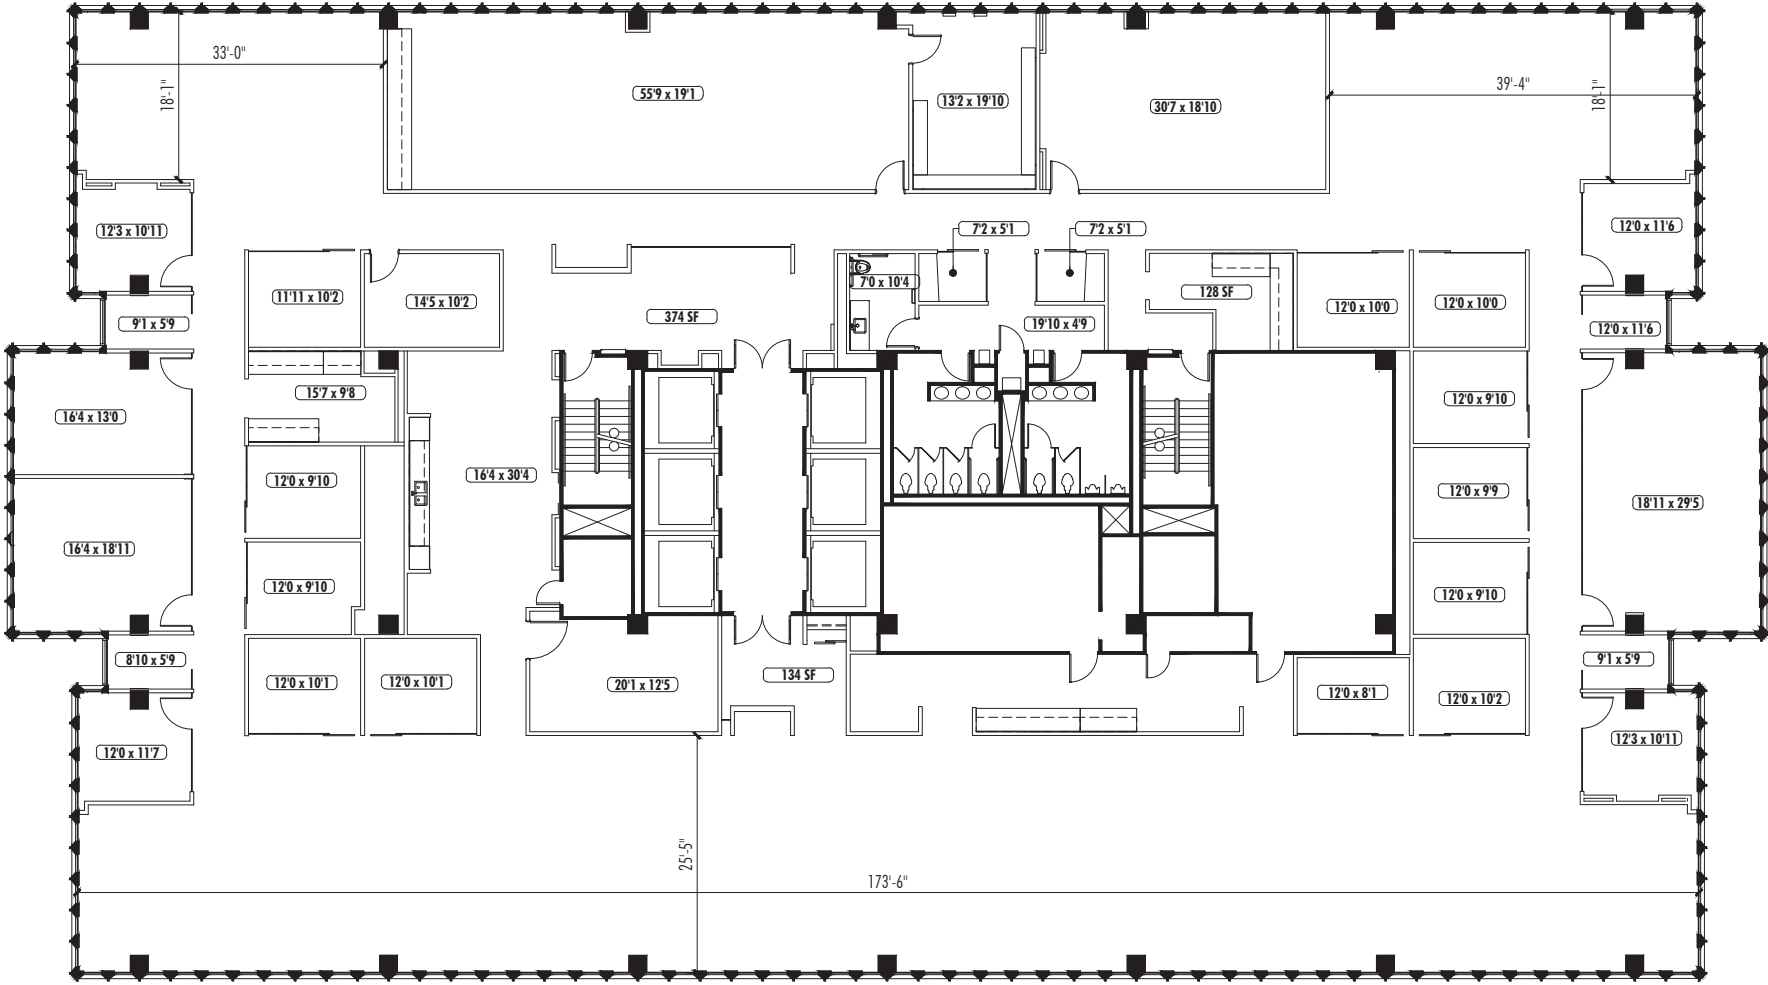 33'-0"
18'-1"
55'9 x 19'1
13'2 x 19'10
30'7 x 18'10
39'-4"
18'-1"
12'3 x 10'11
7'2 x 5'1
7'2 x 5'1
12'0 x 11'6
11'11 x 10'2
14'5 x 10'2
7'0 x 10'4
128 SF
12'0 x 10'0
12'0 x 10'0
9'1 x 5'9
374 SF
19'10 x 4'9
12'0 x 11'6
15'7 x 9'8
12'0 x 9'10
16'4 x 13'0
16'4 x 30'4
12'0 x 9'10
12'0 x 9'9
18'11 x 29'5
16'4 x 18'11
12'0 x 9'10
12'0 x 9'10
8'10 x 5'9
134 SF
9'1 x 5'9
12'0 x 10'1
12'0 x 10'1
20'1 x 12'5
12'0 x 8'1
12'0 x 10'2
12'0 x 11'7
12'3 x 10'11
25'-5"
173'-6"